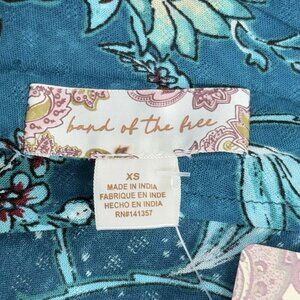 band of the free
XS
MADE IN INDIA
FABRIQUE EN INDE
HECHO EN INDIA
RN#141357